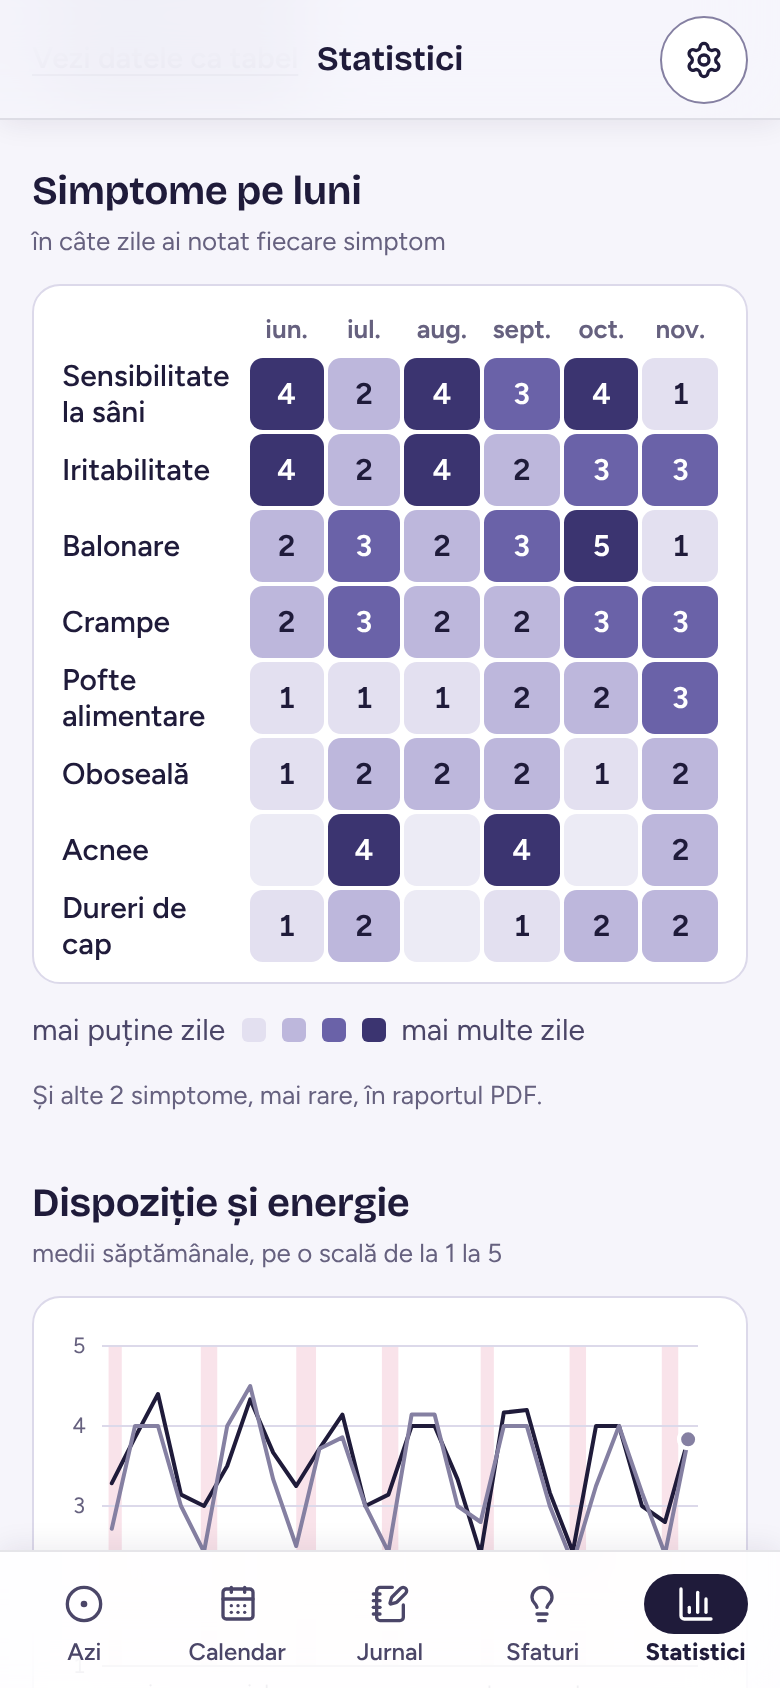 Vezi datele ca tabel
Statistici
Simptome pe luni
în câte zile ai notat fiecare simptom
iun. iul. aug. sept. oct. nov.
Sensibilitate
la sâni
4 2 4 3 4 1
Iritabilitate 4 2 4 2 3 3
Balonare 2 3 2 3 5 1
Crampe 2 3 2 2 3 3
Pofte
alimentare
1 1 1 2 2 3
Oboseală 1 2 2 2 1 2
Acnee 4 4 2
Dureri de
cap
1 2 1 2 2
mai puține zile mai multe zile
Și alte 2 simptome, mai rare, în raportul PDF.
Dispoziție și energie
medii săptămânale, pe o scală de la 1 la 5
5
4
3
Azi Calendar Jurnal Sfaturi Statistici